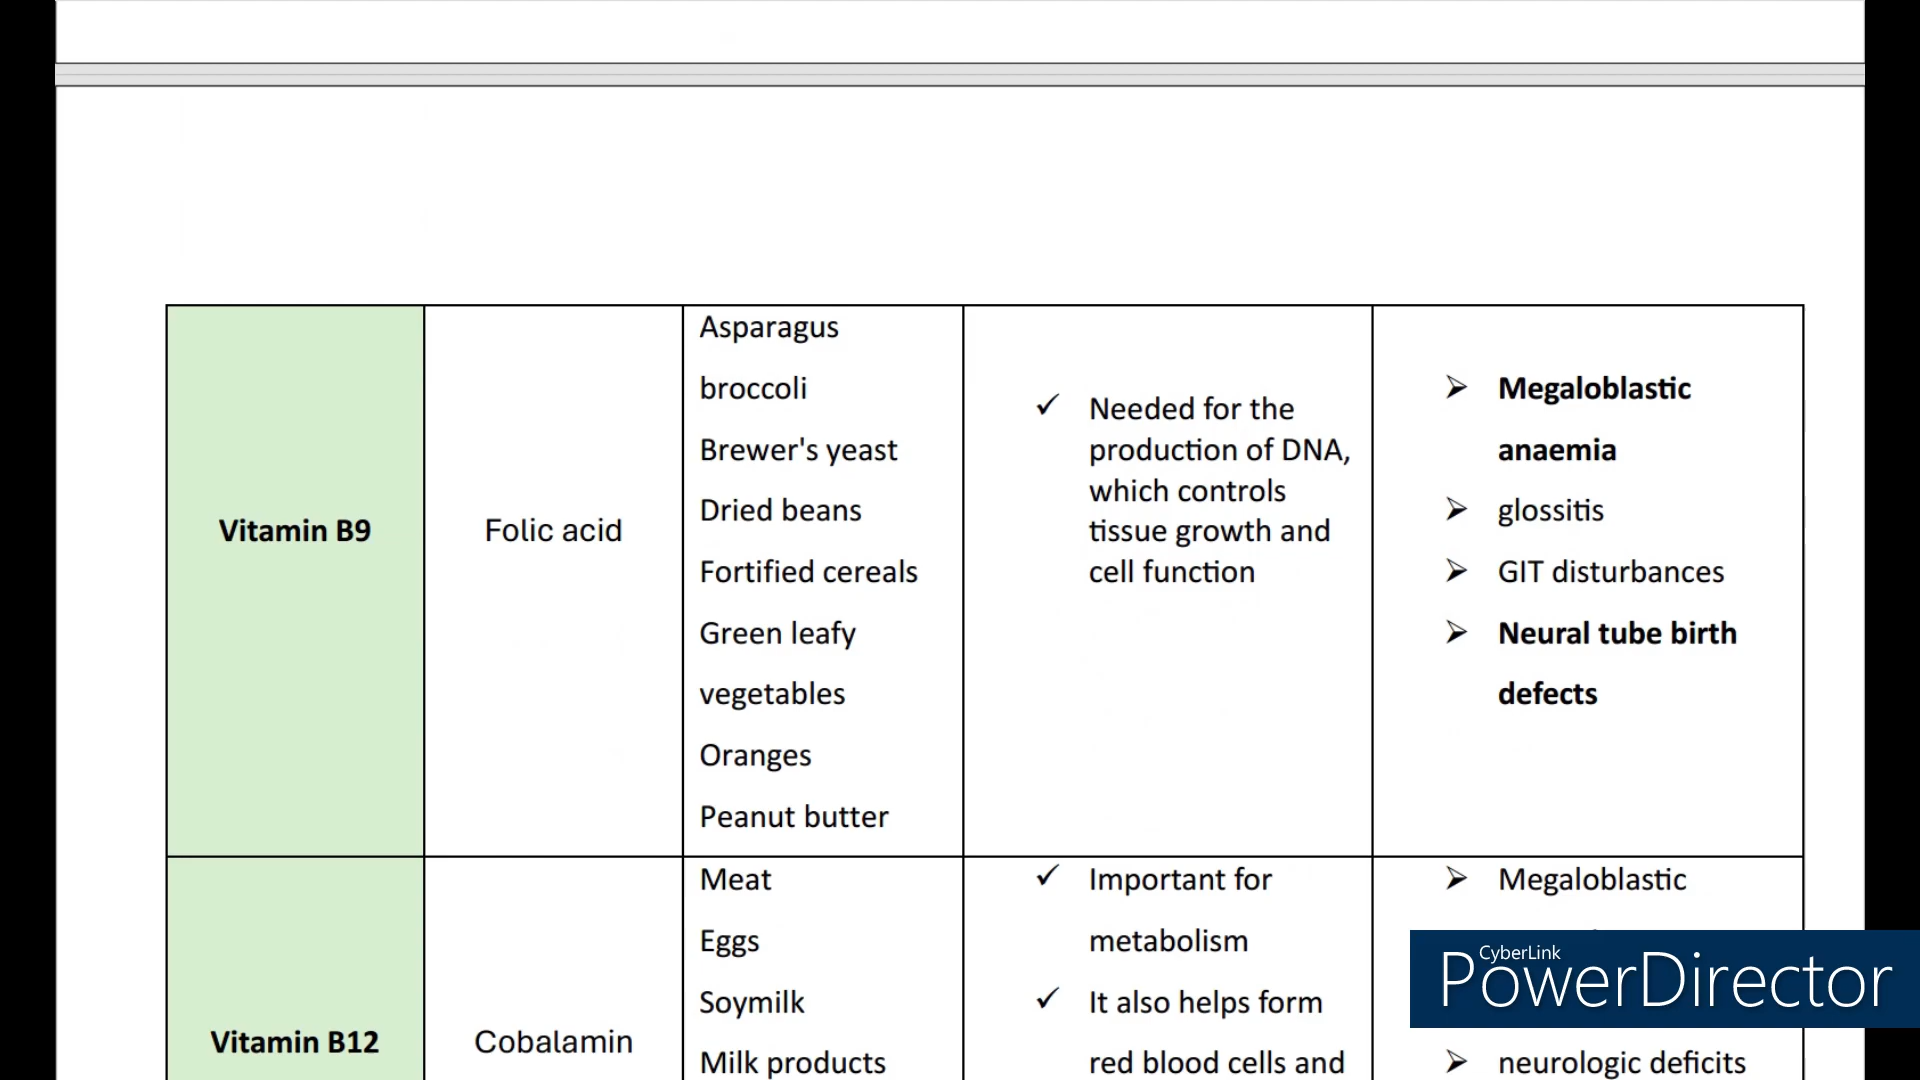 Vitamin B9
Folic acid
Asparagus
broccoli
Brewer's yeast
Dried beans
Fortified cereals
Green leafy
vegetables
Oranges
Peanut butter
✓ Needed for the
production of DNA,
which controls
tissue growth and
cell function
➢ Megaloblastic
anaemia
➢ glossitis
➢ GIT disturbances
➢ Neural tube birth
defects
Vitamin B12
Cobalamin
Meat
Eggs
Soymilk
Milk products
✓ Important for
metabolism
✓ It also helps form
red blood cells and
➢ Megaloblastic
➢ neurologic deficits
CyberLink
PowerDirector